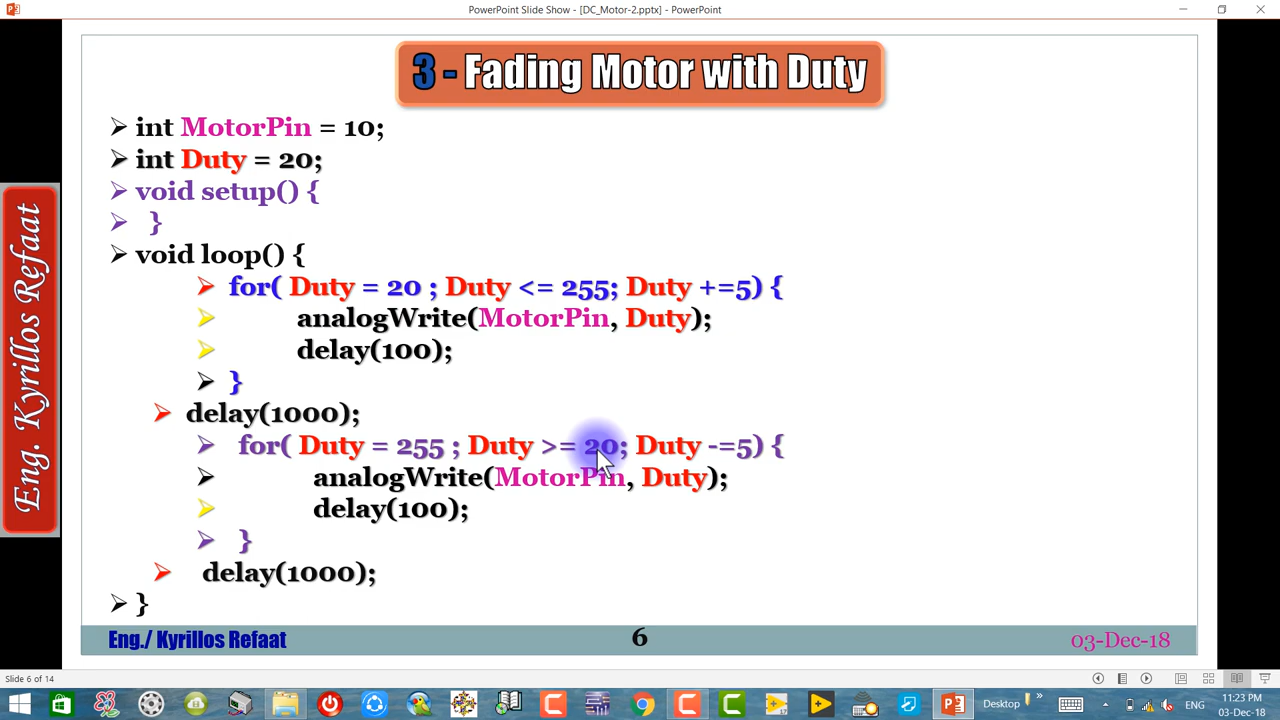 PowerPoint Slide Show - [DC_Motor-2.pptx] - PowerPoint
3 - Fading Motor with Duty
int MotorPin = 10;
int Duty = 20;
void setup() {
}
void loop() {
for( Duty = 20 ; Duty <= 255; Duty +=5) {
analogWrite(MotorPin, Duty);
delay(100);
}
delay(1000);
for( Duty = 255 ; Duty >= 20; Duty -=5) {
analogWrite(MotorPin, Duty);
delay(100);
}
delay(1000);
}
Eng. Kyrillos Refaat
Eng./ Kyrillos Refaat
6
03-Dec-18
Slide 6 of 14
Desktop
ENG
11:23 PM
03-Dec-18